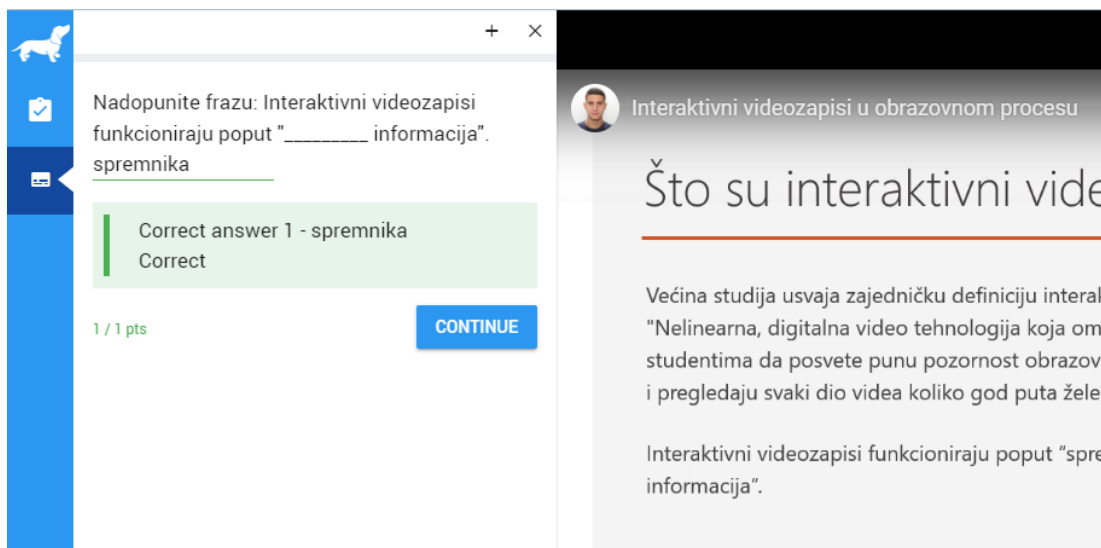 Nadopunite frazu: Interaktivni videozapisi
funkcioniraju poput "_________ informacija".
spremnika
Correct answer 1 - spremnika
Correct
1 / 1 pts
CONTINUE
Interaktivni videozapisi u obrazovnom procesu
Što su interaktivni vide
Većina studija usvaja zajedničku definiciju interak
"Nelinearna, digitalna video tehnologija koja om
studentima da posvete punu pozornost obrazov
i pregledaju svaki dio videa koliko god puta žele
Interaktivni videozapisi funkcioniraju poput “spre
informacija“.